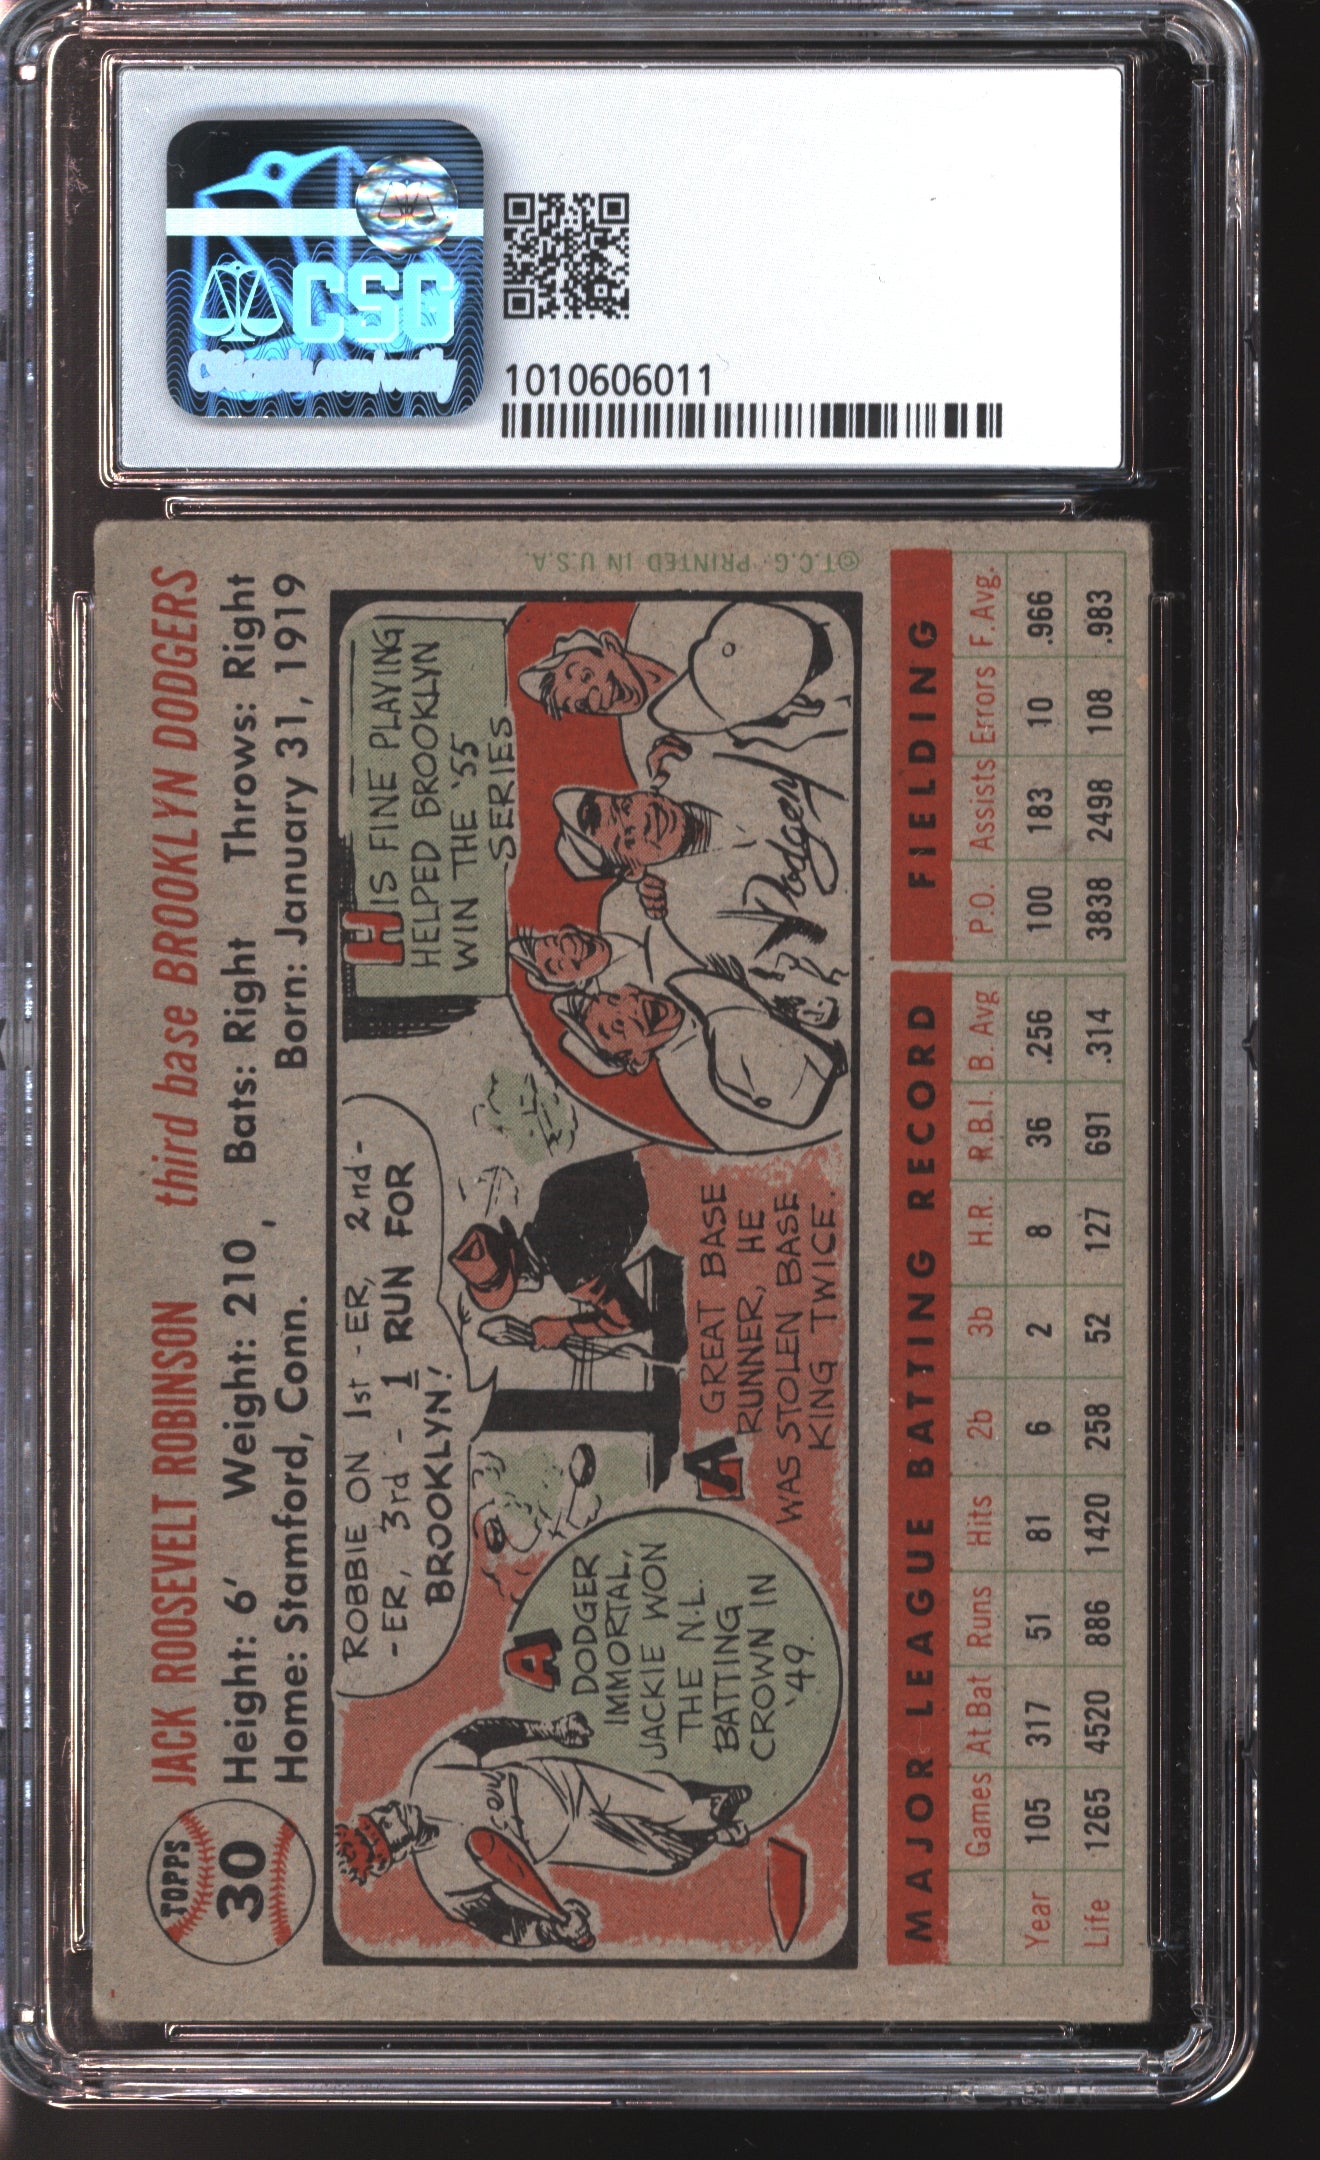 CSG
1010606011
TOPPS
30
JACK ROOSEVELT ROBINSON third base BROOKLYN DODGERS
Height: 6' Weight: 210 Bats: Right Throws: Right
Home: Stamford, Conn. Born: January 31, 1919
ROBBIE ON 1st-ER, 2nd-
-ER, 3rd - 1 RUN FOR
BROOKLYN!
HIS FINE PLAYING
HELPED BROOKLYN
WIN THE '55
SERIES
A
DODGER
IMMORTAL,
JACKIE WON
THE N.L.
BATTING
CROWN IN
'49.
A GREAT BASE
RUNNER, HE
WAS STOLEN BASE
KING TWICE.
Dodgers
©T.C.G. PRINTED IN U.S.A.
MAJOR LEAGUE BATTING RECORD FIELDING
Games At.Bat Runs Hits 2b 3b H.R. R.B.I. B. Avg P.O. Assists Errors F. Avg.
Year 105 317 51 81 6 2 8 36 .256 100 183 10 .966
Life 1265 4520 886 1420 258 52 127 691 .314 3838 2498 108 .983